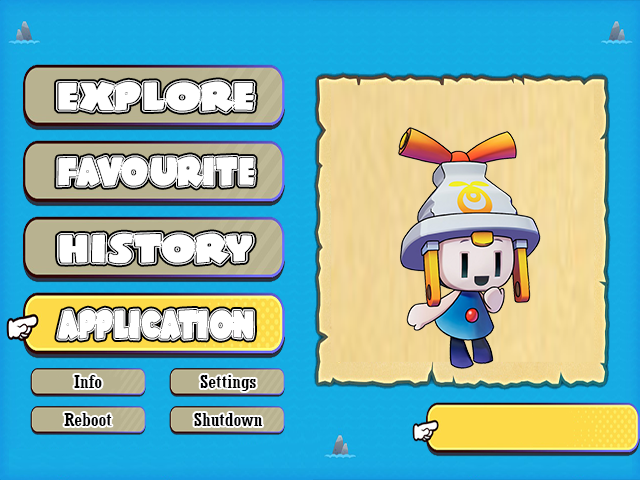 EXPLORE
FAVOURITE
HISTORY
APPLICATION
Info
Settings
Reboot
Shutdown